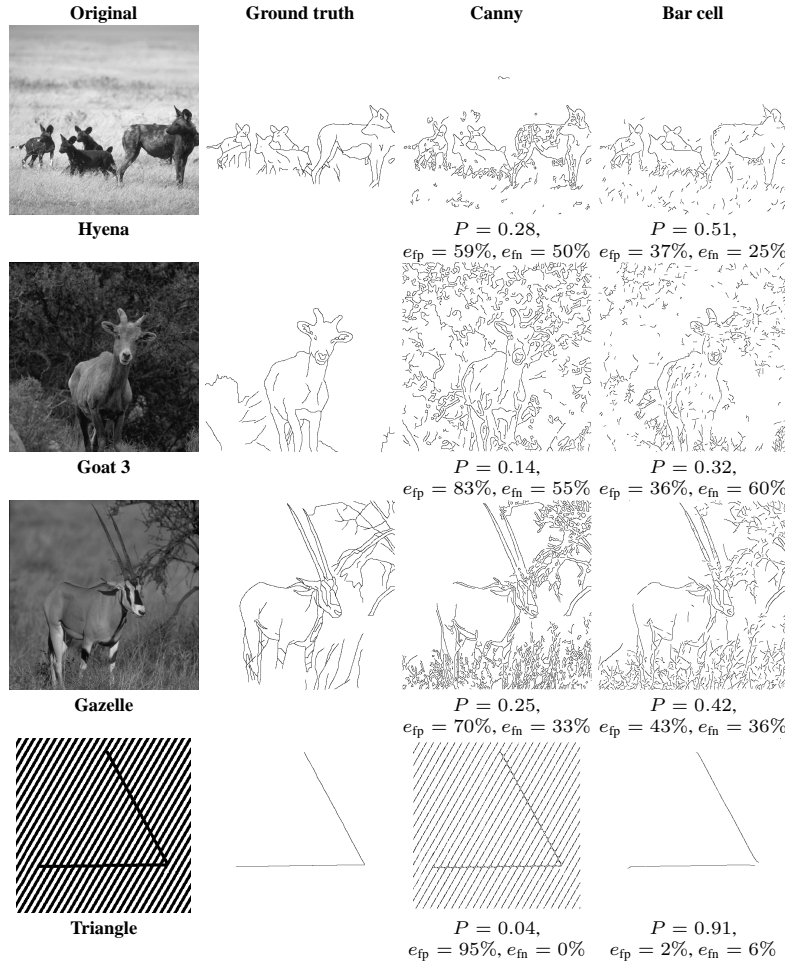 Original Ground truth Canny Bar cell
Hyena P = 0.28, P = 0.51,
e_fp = 59%, e_fn = 50% e_fp = 37%, e_fn = 25%
Goat 3 P = 0.14, P = 0.32,
e_fp = 83%, e_fn = 55% e_fp = 36%, e_fn = 60%
Gazelle P = 0.25, P = 0.42,
e_fp = 70%, e_fn = 33% e_fp = 43%, e_fn = 36%
Triangle P = 0.04, P = 0.91,
e_fp = 95%, e_fn = 0% e_fp = 2%, e_fn = 6%